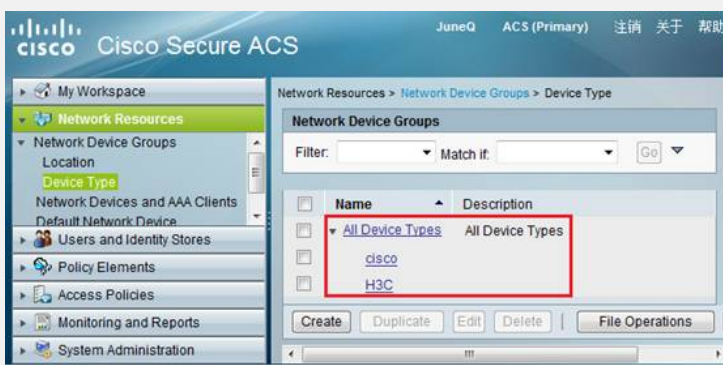 CISCO Cisco Secure ACS
JuneQ ACS (Primary) 注销 关于 帮助
My Workspace
Network Resources
Network Device Groups
Location
Device Type
Network Devices and AAA Clients
Default Network Device
Users and Identity Stores
Policy Elements
Access Policies
Monitoring and Reports
System Administration
Network Resources > Network Device Groups > Device Type
Network Device Groups
Filter: Match if: Go
Name Description
All Device Types All Device Types
cisco
H3C
Create Duplicate Edit Delete | File Operations